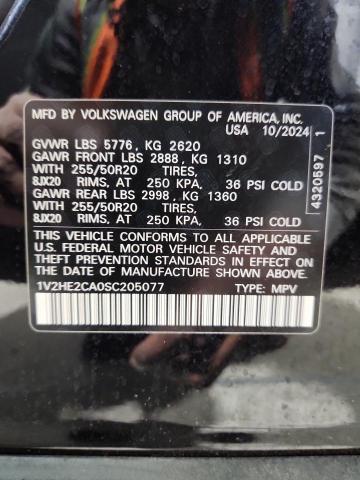 MFD BY VOLKSWAGEN GROUP OF AMERICA, INC.
USA 10/2024
GVWR LBS 5776, KG 2620
GAWR FRONT LBS 2888, KG 1310
WITH 255/50R20 TIRES,
8JX20 RIMS, AT 250 KPA, 36 PSI COLD
GAWR REAR LBS 2998, KG 1360
WITH 255/50R20 TIRES,
8JX20 RIMS, AT 250 KPA, 36 PSI COLD
THIS VEHICLE CONFORMS TO ALL APPLICABLE
U.S. FEDERAL MOTOR VEHICLE SAFETY AND
THEFT PREVENTION STANDARDS IN EFFECT ON
THE DATE OF MANUFACTURE SHOWN ABOVE.
1V2HE2CA0SC205077 TYPE: MPV
4320597 1